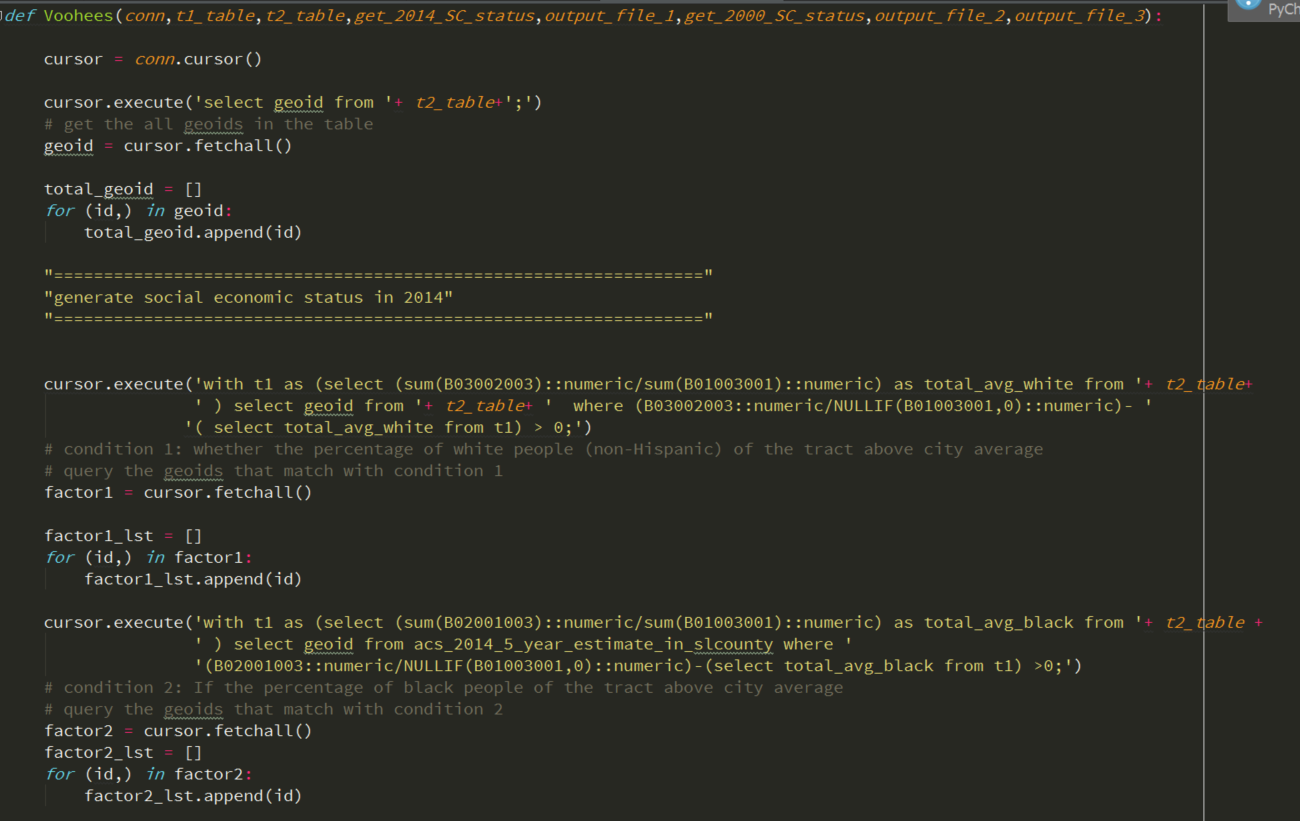 def Voohees(conn,t1_table,t2_table,get_2014_SC_status,output_file_1,get_2000_SC_status,output_file_2,output_file_3):
PyCh
cursor = conn.cursor()
cursor.execute('select geoid from '+ t2_table+';')
# get the all geoids in the table
geoid = cursor.fetchall()
total_geoid = []
for (id,) in geoid:
total_geoid.append(id)
"================================================================="
"generate social economic status in 2014"
"================================================================="
cursor.execute('with t1 as (select (sum(B03002003)::numeric/sum(B01003001)::numeric) as total_avg_white from '+ t2_table+
' ) select geoid from '+ t2_table+ '  where (B03002003::numeric/NULLIF(B01003001,0)::numeric)- '
'( select total_avg_white from t1) > 0;')
# condition 1: whether the percentage of white people (non-Hispanic) of the tract above city average
# query the geoids that match with condition 1
factor1 = cursor.fetchall()
factor1_lst = []
for (id,) in factor1:
factor1_lst.append(id)
cursor.execute('with t1 as (select (sum(B02001003)::numeric/sum(B01003001)::numeric) as total_avg_black from '+ t2_table +
' ) select geoid from acs_2014_5_year_estimate_in_slcounty where '
'(B02001003::numeric/NULLIF(B01003001,0)::numeric)-(select total_avg_black from t1) >0;')
# condition 2: If the percentage of black people of the tract above city average
# query the geoids that match with condition 2
factor2 = cursor.fetchall()
factor2_lst = []
for (id,) in factor2:
factor2_lst.append(id)